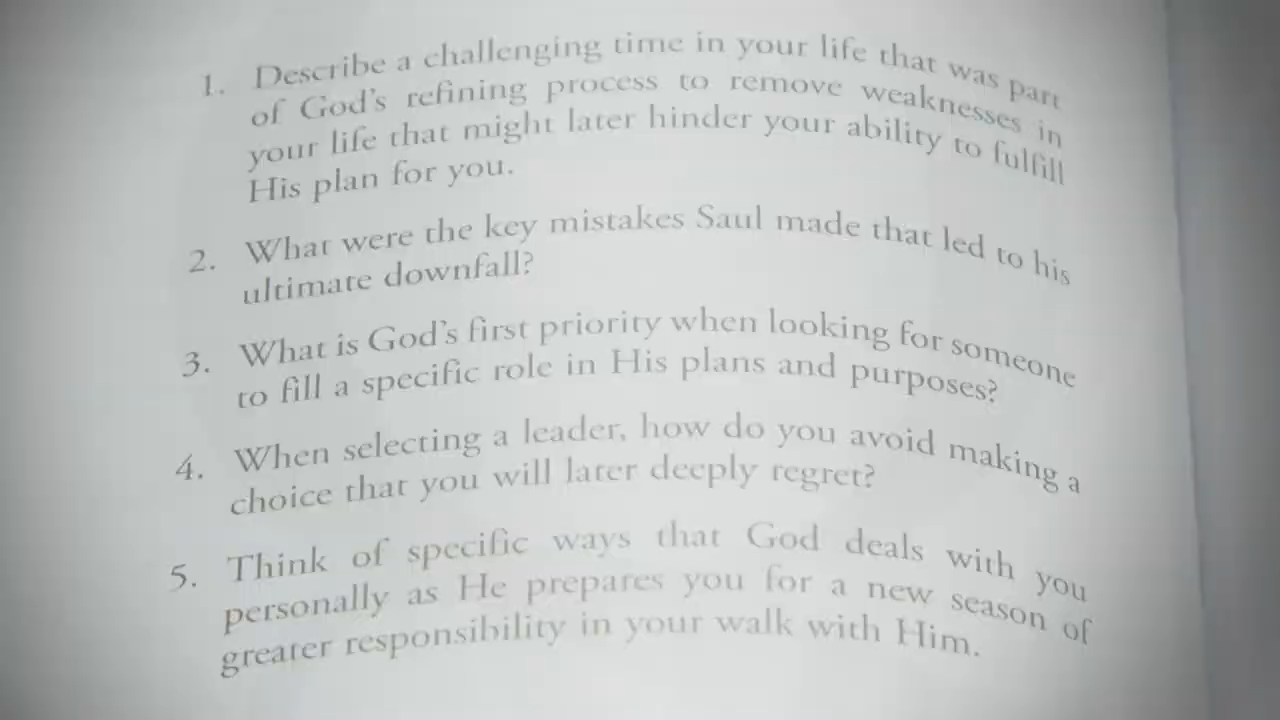 1. Describe a challenging time in your life that was part
of God's refining process to remove weaknesses in
your life that might later hinder your ability to fulfill
His plan for you.
2. What were the key mistakes Saul made that led to his
ultimate downfall?
3. What is God's first priority when looking for someone
to fill a specific role in His plans and purposes?
4. When selecting a leader, how do you avoid making a
choice that you will later deeply regret?
5. Think of specific ways that God deals with you
personally as He prepares you for a new season of
greater responsibility in your walk with Him.